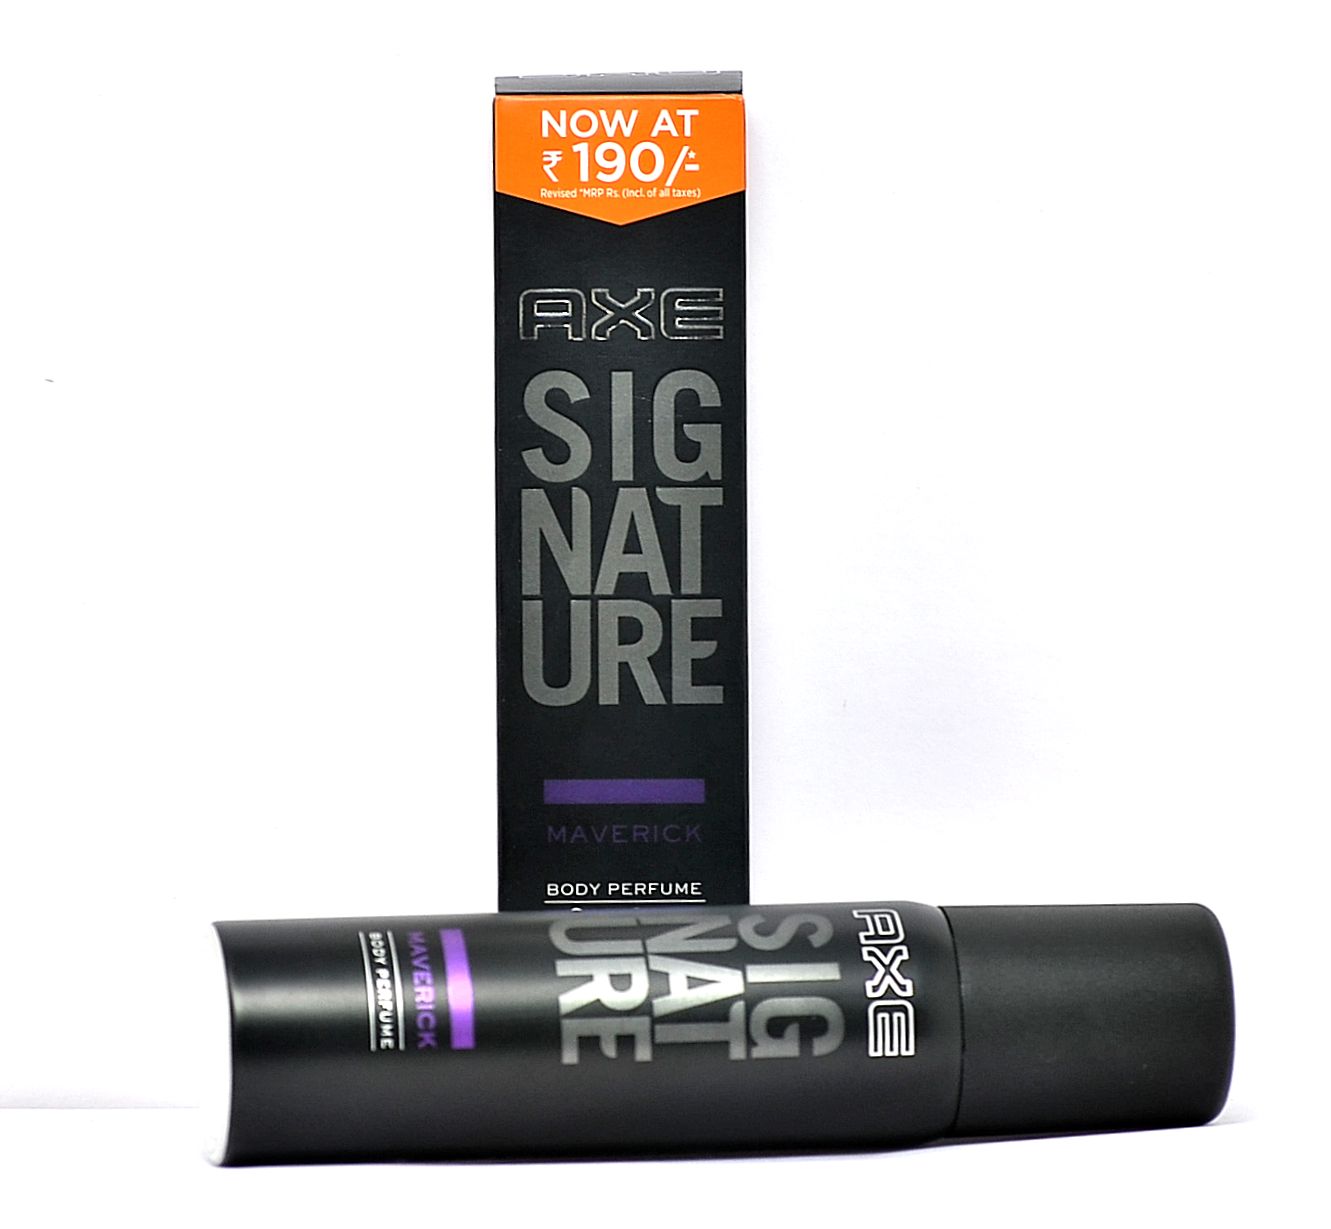 NOW AT
₹ 190/-*
Revised *MRP Rs. (Incl. of all taxes)
AXE
SIG
NAT
URE
MAVERICK
BODY PERFUME
AXE
SIG
NAT
URE
MAVERICK
BODY PERFUME